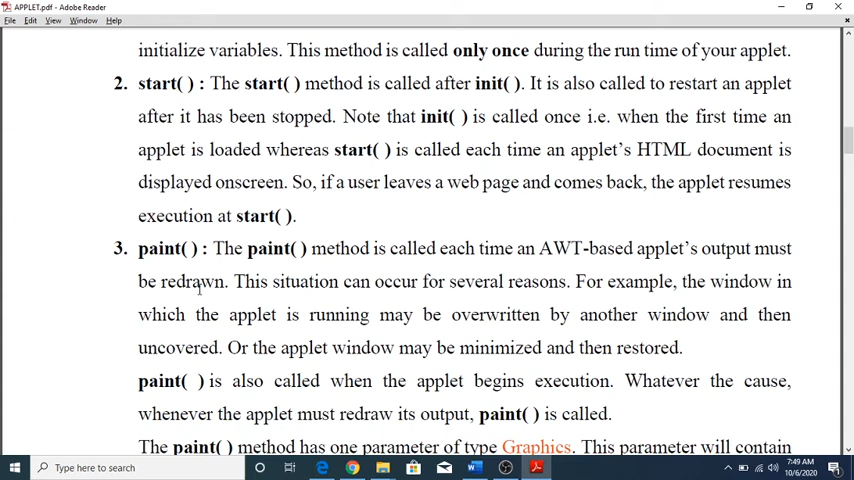 APPLET.pdf - Adobe Reader
File Edit View Window Help
initialize variables. This method is called only once during the run time of your applet.
2. start( ) : The start( ) method is called after init( ). It is also called to restart an applet
after it has been stopped. Note that init( ) is called once i.e. when the first time an
applet is loaded whereas start( ) is called each time an applet's HTML document is
displayed onscreen. So, if a user leaves a web page and comes back, the applet resumes
execution at start( ).
3. paint( ) : The paint( ) method is called each time an AWT-based applet's output must
be redrawn. This situation can occur for several reasons. For example, the window in
which the applet is running may be overwritten by another window and then
uncovered. Or the applet window may be minimized and then restored.
paint( ) is also called when the applet begins execution. Whatever the cause,
whenever the applet must redraw its output, paint( ) is called.
The paint( ) method has one parameter of type Graphics. This parameter will contain
Type here to search
7:49 AM
10/6/2020